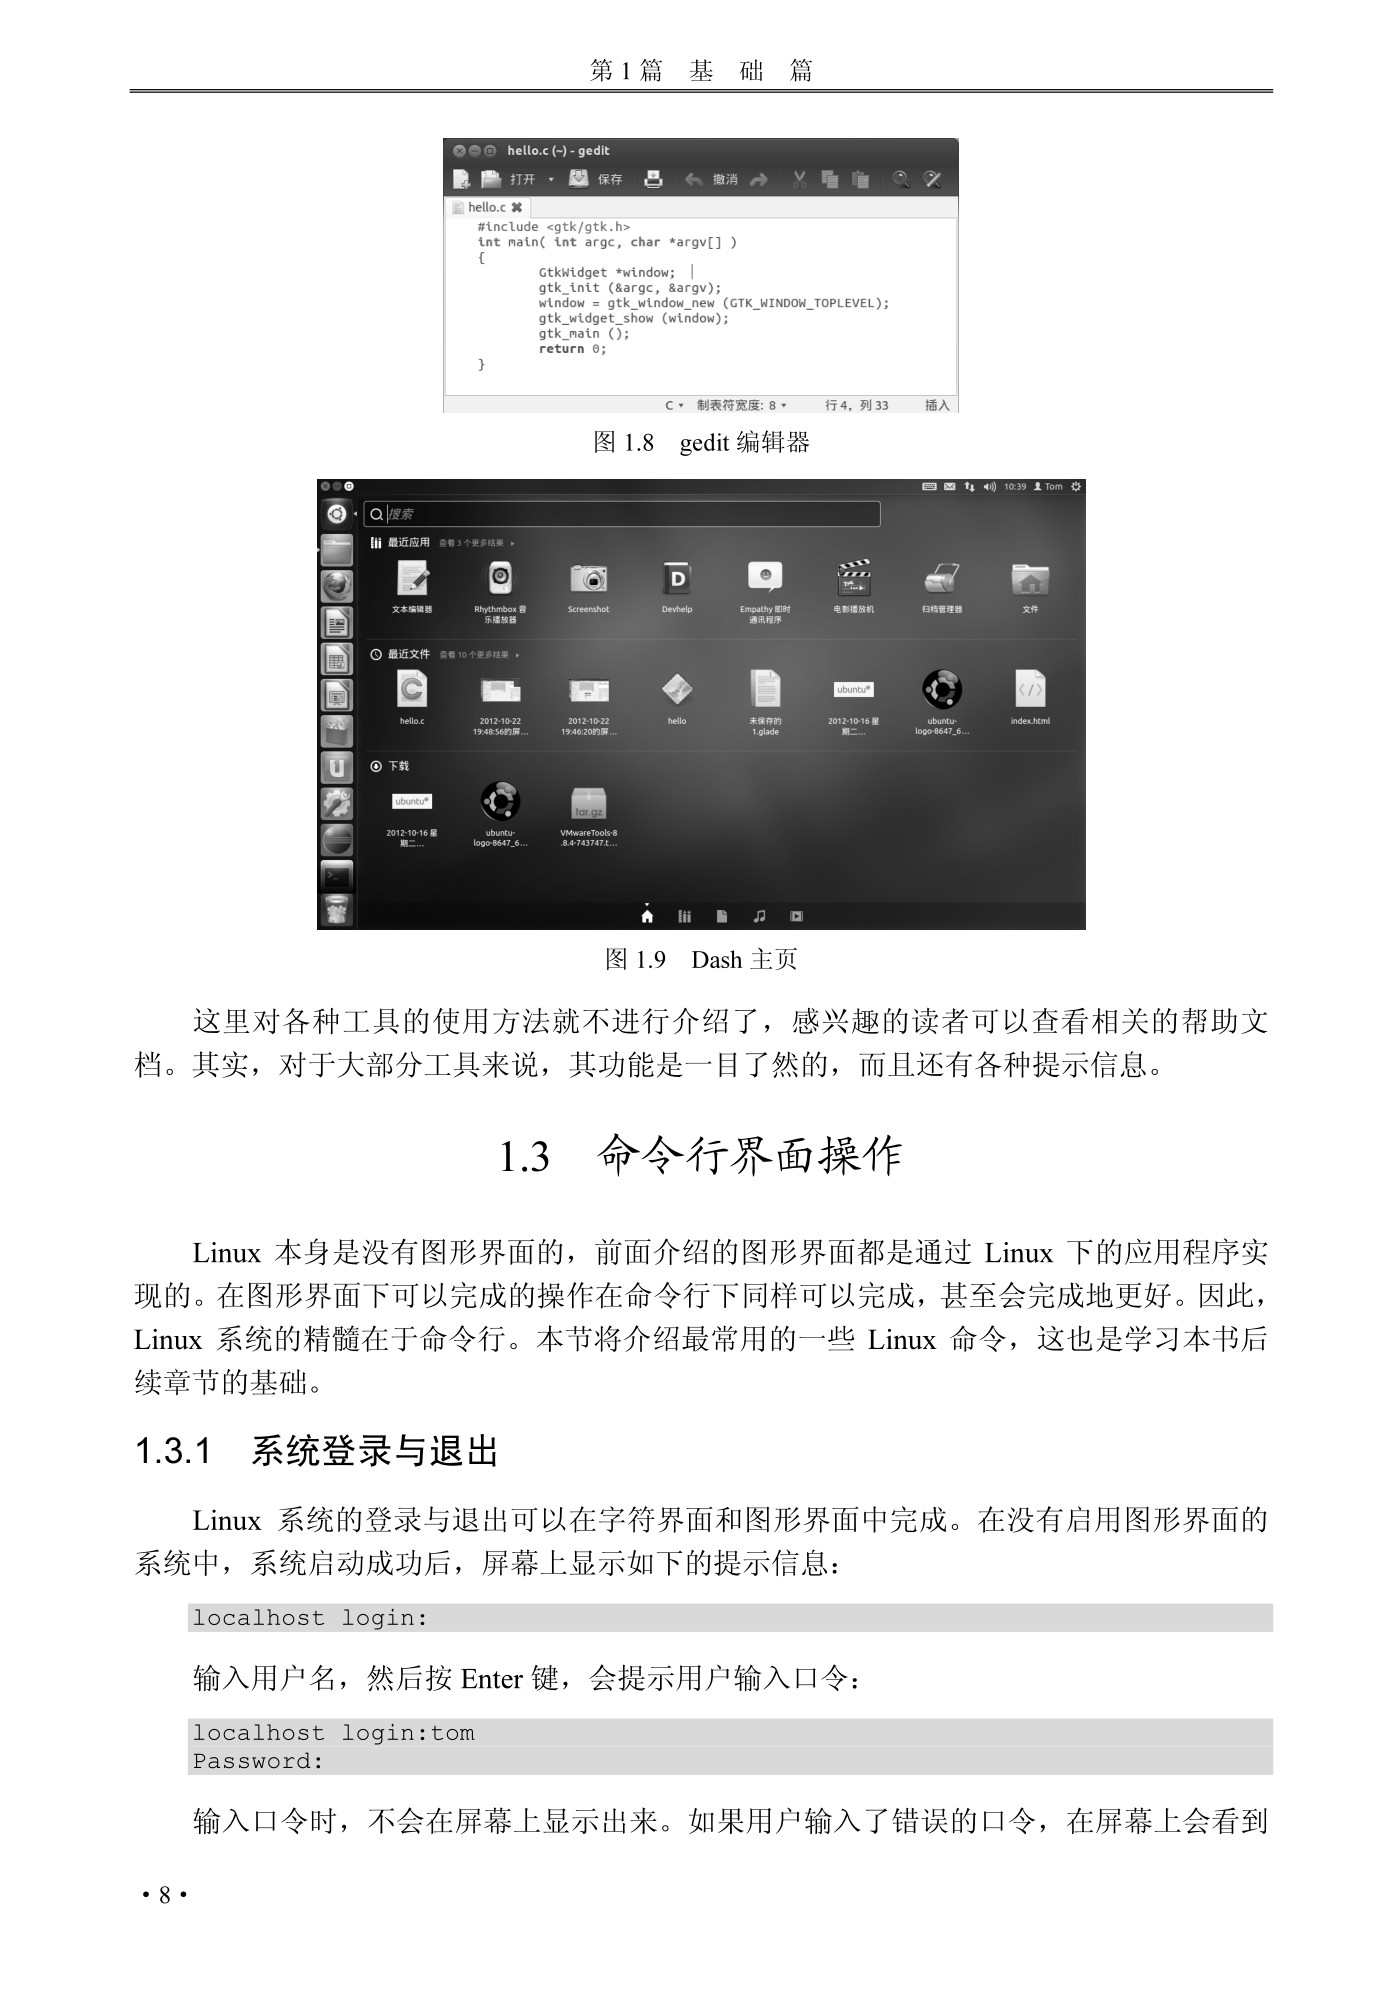 第 1 篇 基 础 篇
hello.c (~) - gedit
打开 保存 撤消
hello.c
#include <gtk/gtk.h>
int main( int argc, char *argv[] )
{
GtkWidget *window;
gtk_init (&argc, &argv);
window = gtk_window_new (GTK_WINDOW_TOPLEVEL);
gtk_widget_show (window);
gtk_main ();
return 0;
}
C 制表符宽度: 8 行 4，列 33 插入
图 1.8 gedit 编辑器
10:39 Tom
搜索
最近应用 查看 3 个更多结果
文本编辑器 Rhythmbox 音 Screenshot Devhelp Empathy 即时 电影播放机 归档管理器 文件
乐播放器 通讯程序
最近文件 查看 10 个更多结果
hello.c 2012-10-22 2012-10-22 hello 未保存的 2012-10-16 星 ubuntu- index.html
19:48:56的屏... 19:46:20的屏... 1.glade 期二... logo-8647_6...
下载
2012-10-16 星 ubuntu- VMwareTools-8
期二... logo-8647_6... .8.4-743747.t...
图 1.9 Dash 主页
这里对各种工具的使用方法就不进行介绍了，感兴趣的读者可以查看相关的帮助文
档。其实，对于大部分工具来说，其功能是一目了然的，而且还有各种提示信息。
1.3 命令行界面操作
Linux 本身是没有图形界面的，前面介绍的图形界面都是通过 Linux 下的应用程序实
现的。在图形界面下可以完成的操作在命令行下同样可以完成，甚至会完成地更好。因此，
Linux 系统的精髓在于命令行。本节将介绍最常用的一些 Linux 命令，这也是学习本书后
续章节的基础。
1.3.1 系统登录与退出
Linux 系统的登录与退出可以在字符界面和图形界面中完成。在没有启用图形界面的
系统中，系统启动成功后，屏幕上显示如下的提示信息：
localhost login:
输入用户名，然后按 Enter 键，会提示用户输入口令：
localhost login:tom
Password:
输入口令时，不会在屏幕上显示出来。如果用户输入了错误的口令，在屏幕上会看到
·8·